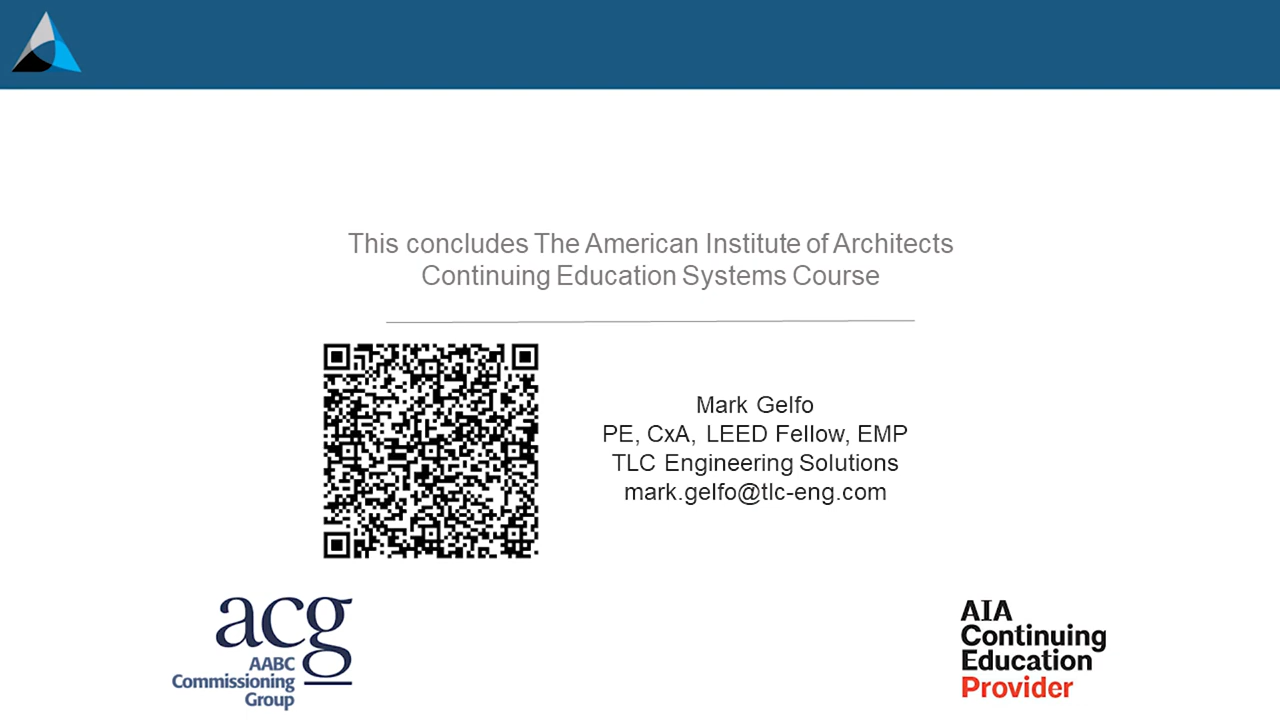 This concludes The American Institute of Architects
Continuing Education Systems Course
Mark Gelfo
PE, CxA, LEED Fellow, EMP
TLC Engineering Solutions
mark.gelfo@tlc-eng.com
acg
AABC
Commissioning
Group
AIA
Continuing
Education
Provider